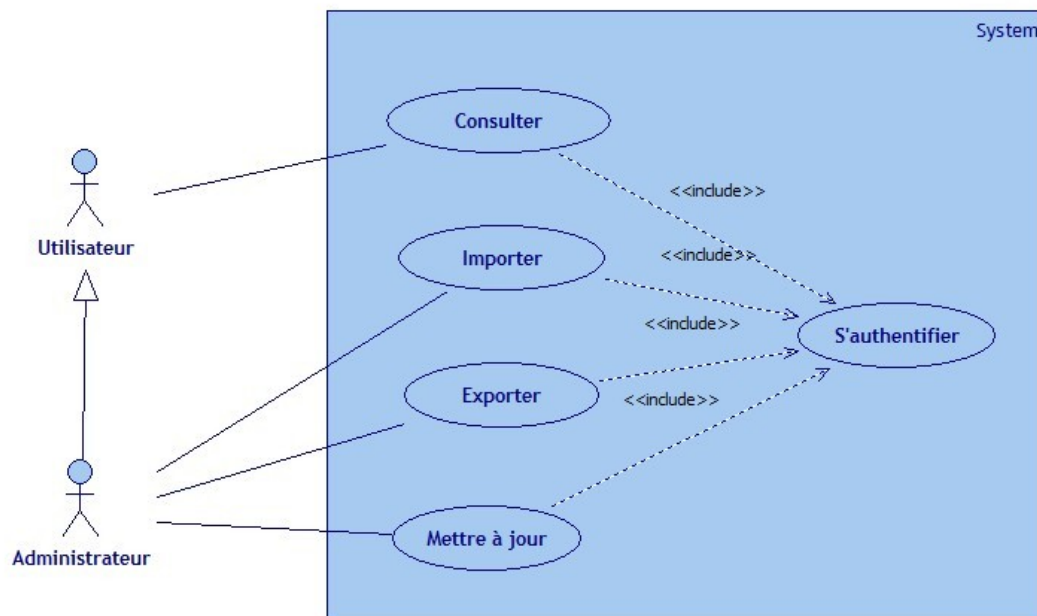 System
Consulter
<<include>>
Utilisateur
Importer
<<include>>
<<include>>
S'authentifier
Exporter
<<include>>
Mettre à jour
Administrateur